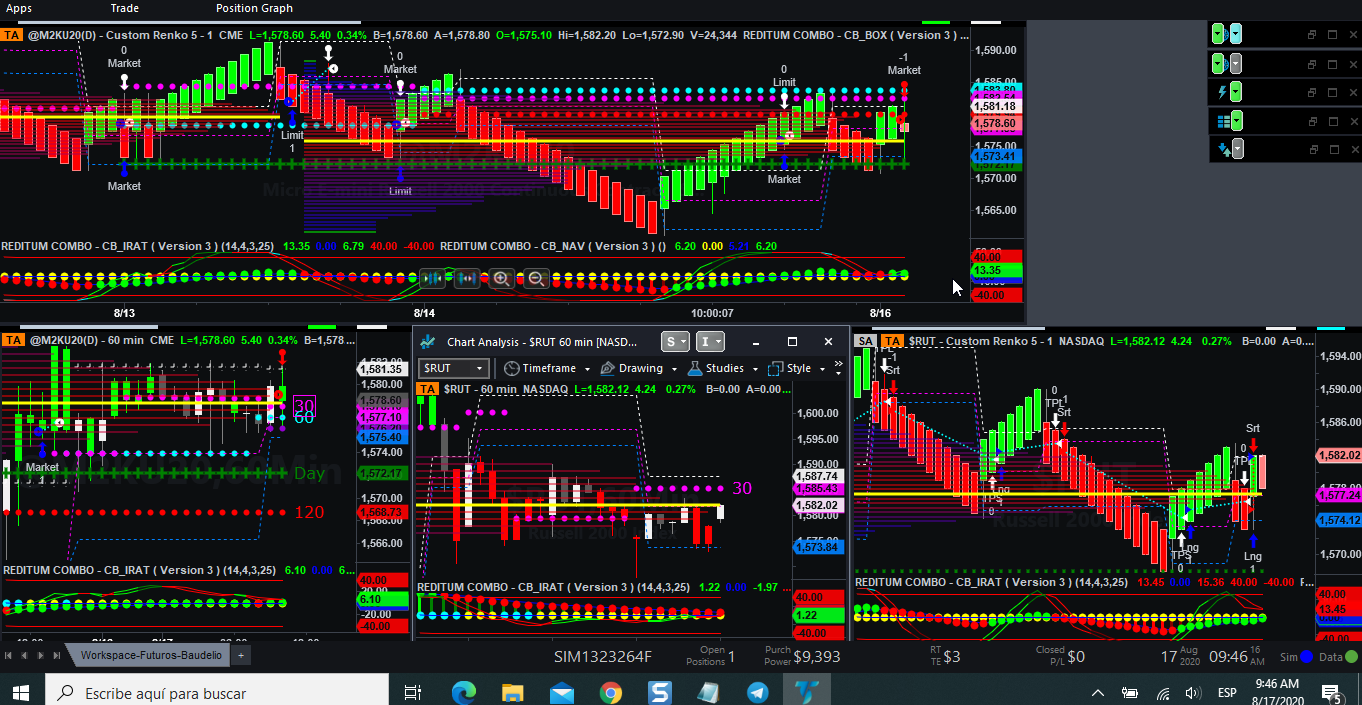 Apps Trade Position Graph
TA @M2KU20(D) - Custom Renko 5 - 1 CME L=1,578.60 5.40 0.34% B=1,578.60 A=1,578.80 O=1,575.10 Hi=1,582.20 Lo=1,572.90 V=24,344 REDITUM COMBO - CB_BOX ( Version 3 ) ...
0
Market
0
Market
0
Limit
-1
Market
Limit
1
Market
Limit
Market
1,590.00
1,585.00
1,581.18
1,578.60
1,575.00
1,573.41
1,570.00
1,565.00
REDITUM COMBO - CB_IRAT ( Version 3 ) (14,4,3,25) 13.35 0.00 6.79 40.00 -40.00 REDITUM COMBO - CB_NAV ( Version 3 ) () 6.20 0.00 5.21 6.20
40.00
13.35
-40.00
8/13 8/14 10:00:07 8/16
TA @M2KU20(D) - 60 min CME L=1,578.60 5.40 0.34% B=1,578...
1,581.35
1,580.00
1,578.60
1,577.10
1,575.40
1,574.00
1,572.17
1,570.00
1,568.73
1,566.00
30
60
Market
Day
120
REDITUM COMBO - CB_IRAT ( Version 3 ) (14,4,3,25) 6.10 0.00 6...
40.00
6.10
-20.00
-40.00
Chart Analysis - $RUT 60 min [NASD...
S I
$RUT Timeframe Drawing Studies Style »
TA $RUT - 60 min NASDAQ L=1,582.12 4.24 0.27% B=0.00 A=0.00...
1,600.00
1,595.00
1,590.00
1,587.74
1,585.43
1,582.02
1,580.00
1,573.84
30
REDITUM COMBO - CB_IRAT ( Version 3 ) (14,4,3,25) 1.22 0.00 -1.97 ...
40.00
1.22
-40.00
SA TA $RUT - Custom Renko 5 - 1 NASDAQ L=1,582.12 4.24 0.27% B=0.00 A=0....
-1
Srt
0
TPL
-1
Srt
Srt
0
Lng
TPS
0
Lng
TPS
0
Lng
1
1,594.00
1,590.00
1,586.00
1,582.02
1,577.24
1,574.12
1,570.00
REDITUM COMBO - CB_IRAT ( Version 3 ) (14,4,3,25) 13.45 0.00 15.36 40.00 -40.00 F...
40.00
13.45
Workspace-Futuros-Baudelio +
SIM1323264F Open Positions 1 Purch Power $9,393 RT TE $3 Closed P/L $0 17 Aug 2020 09:46 16 AM Sim Data
Escribe aquí para buscar
ESP
9:46 AM
8/17/2020
5